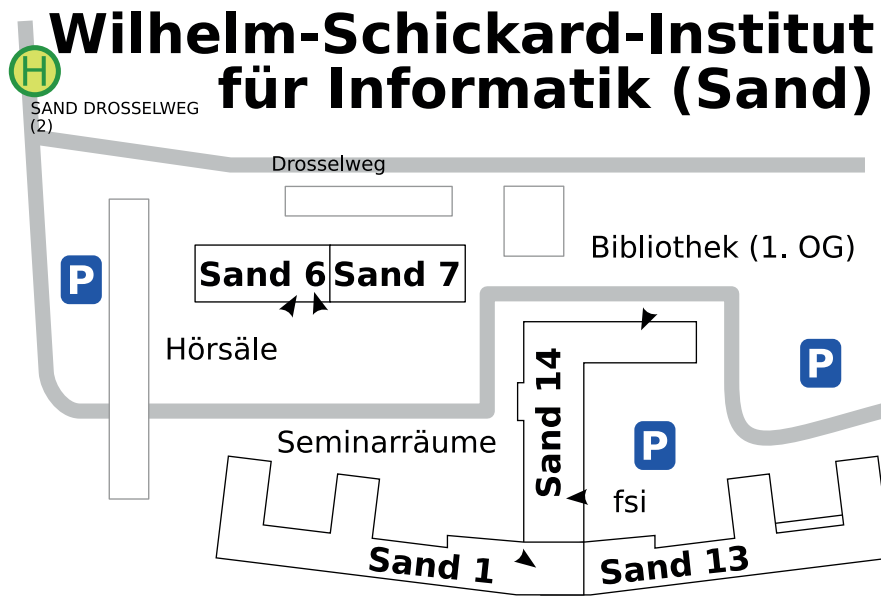 Wilhelm-Schickard-Institut
für Informatik (Sand)
H
SAND DROSSELWEG
(2)
Drosselweg
Bibliothek (1. OG)
P
Sand 6
Sand 7
Hörsäle
P
Sand 14
Seminarräume
P
fsi
Sand 1
Sand 13